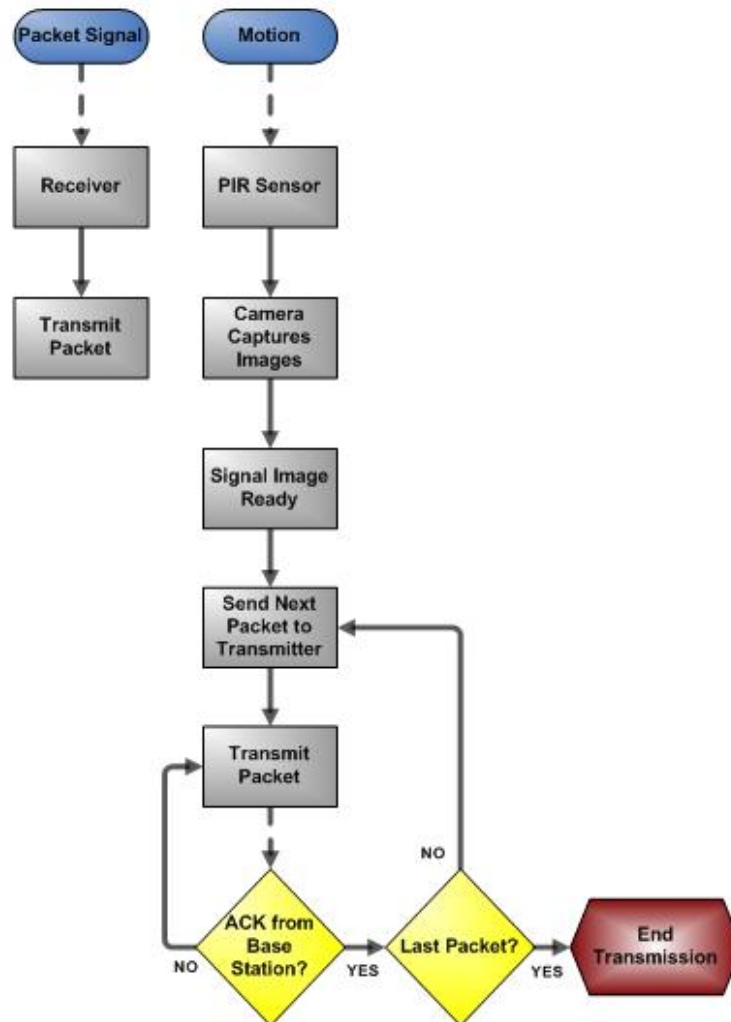 Packet Signal
Motion
Receiver
PIR Sensor
Transmit
Packet
Camera
Captures
Images
Signal Image
Ready
Send Next
Packet to
Transmitter
Transmit
Packet
NO
ACK from
Base
Station?
NO
YES
Last Packet?
YES
End
Transmission